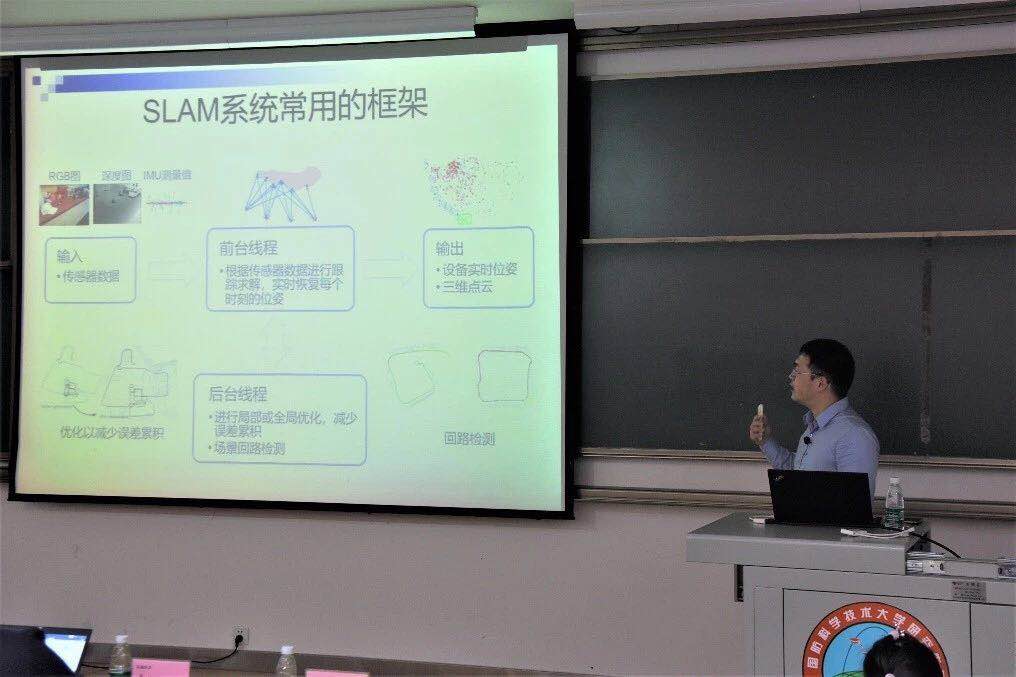 SLAM系统常用的框架
RGB图 深度图 IMU测量值
输入
• 传感器数据
前台线程
• 根据传感器数据进行跟
踪求解，实时恢复每个
时刻的位姿
输出
• 设备实时位姿
• 三维点云
优化以减少误差累积
后台线程
• 进行局部或全局优化，减少
误差累积
• 场景回路检测
回路检测
国防科学技术大学研究